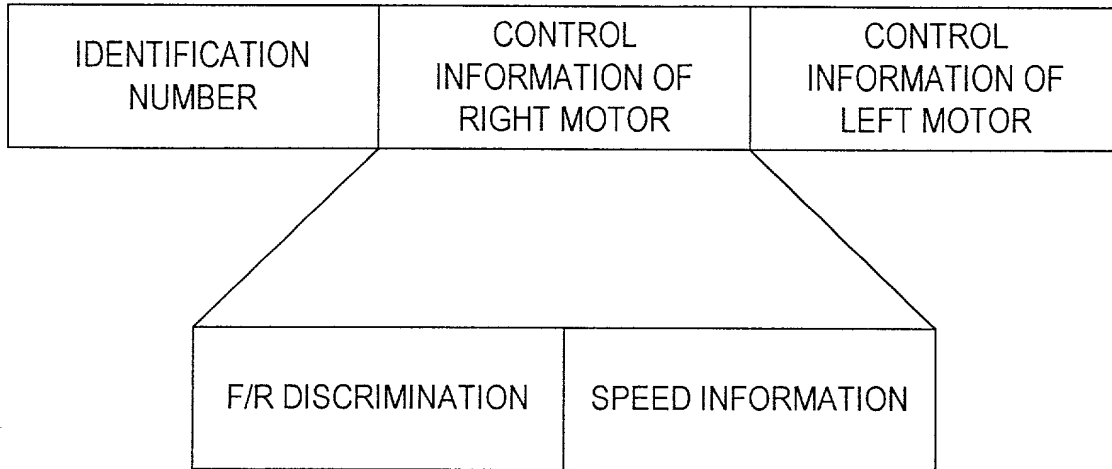 IDENTIFICATION
NUMBER
CONTROL
INFORMATION OF
RIGHT MOTOR
CONTROL
INFORMATION OF
LEFT MOTOR
F/R DISCRIMINATION
SPEED INFORMATION